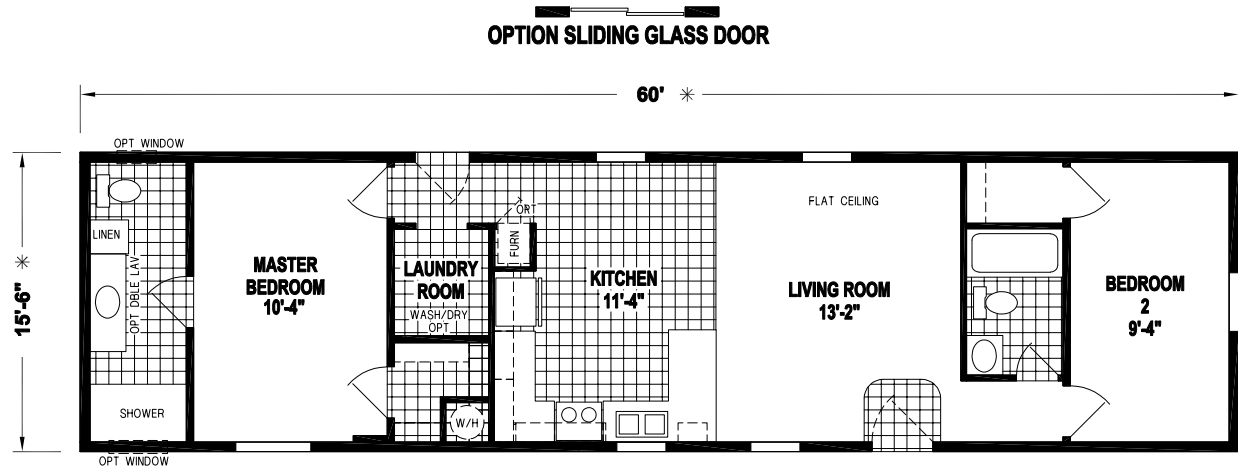 OPTION SLIDING GLASS DOOR
60' ✳
OPT WINDOW
15'-6" ✳
LINEN
OPT DBLE LAV
SHOWER
OPT WINDOW
MASTER
BEDROOM
10'-4"
LAUNDRY
ROOM
WASH/DRY
OPT
W/H
OPT
FURN
KITCHEN
11'-4"
FLAT CEILING
LIVING ROOM
13'-2"
BEDROOM
2
9'-4"